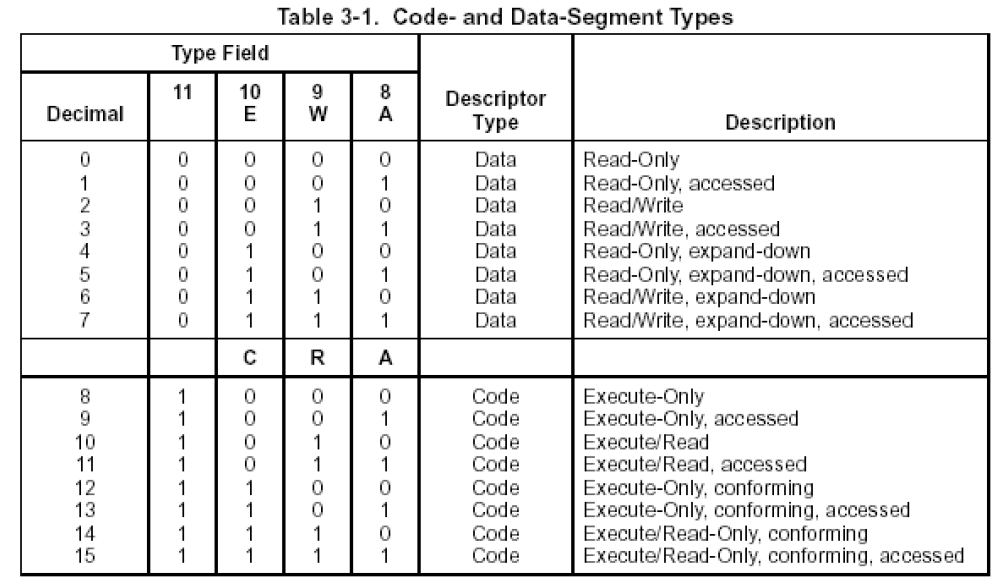 Table 3-1. Code- and Data-Segment Types
Type Field
Decimal 11 10 9 8 Descriptor Type Description
E W A
0 0 0 0 0 Data Read-Only
1 0 0 0 1 Data Read-Only, accessed
2 0 0 1 0 Data Read/Write
3 0 0 1 1 Data Read/Write, accessed
4 0 1 0 0 Data Read-Only, expand-down
5 0 1 0 1 Data Read-Only, expand-down, accessed
6 0 1 1 0 Data Read/Write, expand-down
7 0 1 1 1 Data Read/Write, expand-down, accessed
C R A
8 1 0 0 0 Code Execute-Only
9 1 0 0 1 Code Execute-Only, accessed
10 1 0 1 0 Code Execute/Read
11 1 0 1 1 Code Execute/Read, accessed
12 1 1 0 0 Code Execute-Only, conforming
13 1 1 0 1 Code Execute-Only, conforming, accessed
14 1 1 1 0 Code Execute/Read-Only, conforming
15 1 1 1 1 Code Execute/Read-Only, conforming, accessed